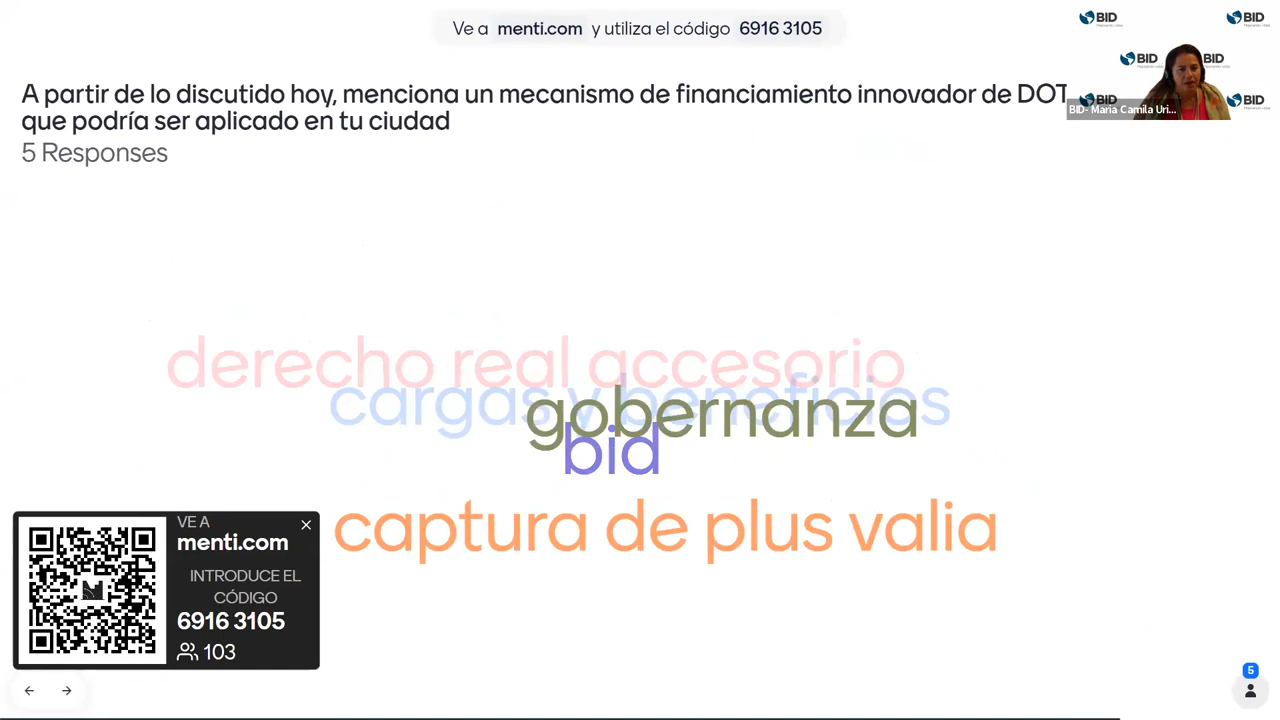 Ve a menti.com y utiliza el código 6916 3105
A partir de lo discutido hoy, menciona un mecanismo de financiamiento innovador de DOT
que podría ser aplicado en tu ciudad
5 Responses
BID
BID
BID
BID
BID
BID
BID- Maria Camila Uri...
derecho real accesorio
cargas y beneficios
gobernanza
bid
captura de plus valia
VE A
menti.com
INTRODUCE EL
CÓDIGO
6916 3105
103
5